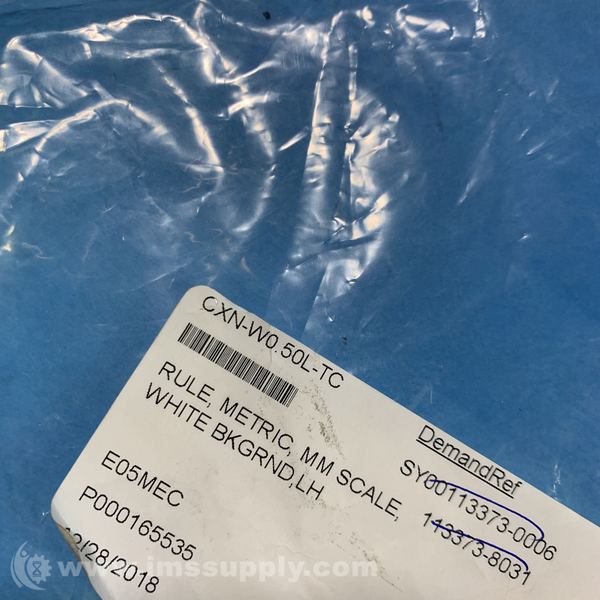 CXN-W0.50L-TC
RULE, METRIC, MM SCALE,
WHITE BKGRND,LH,
DemandRef
SY00113373-0006
113373-8031
E05MEC
P000165535
2/28/2018
www.imssupply.com